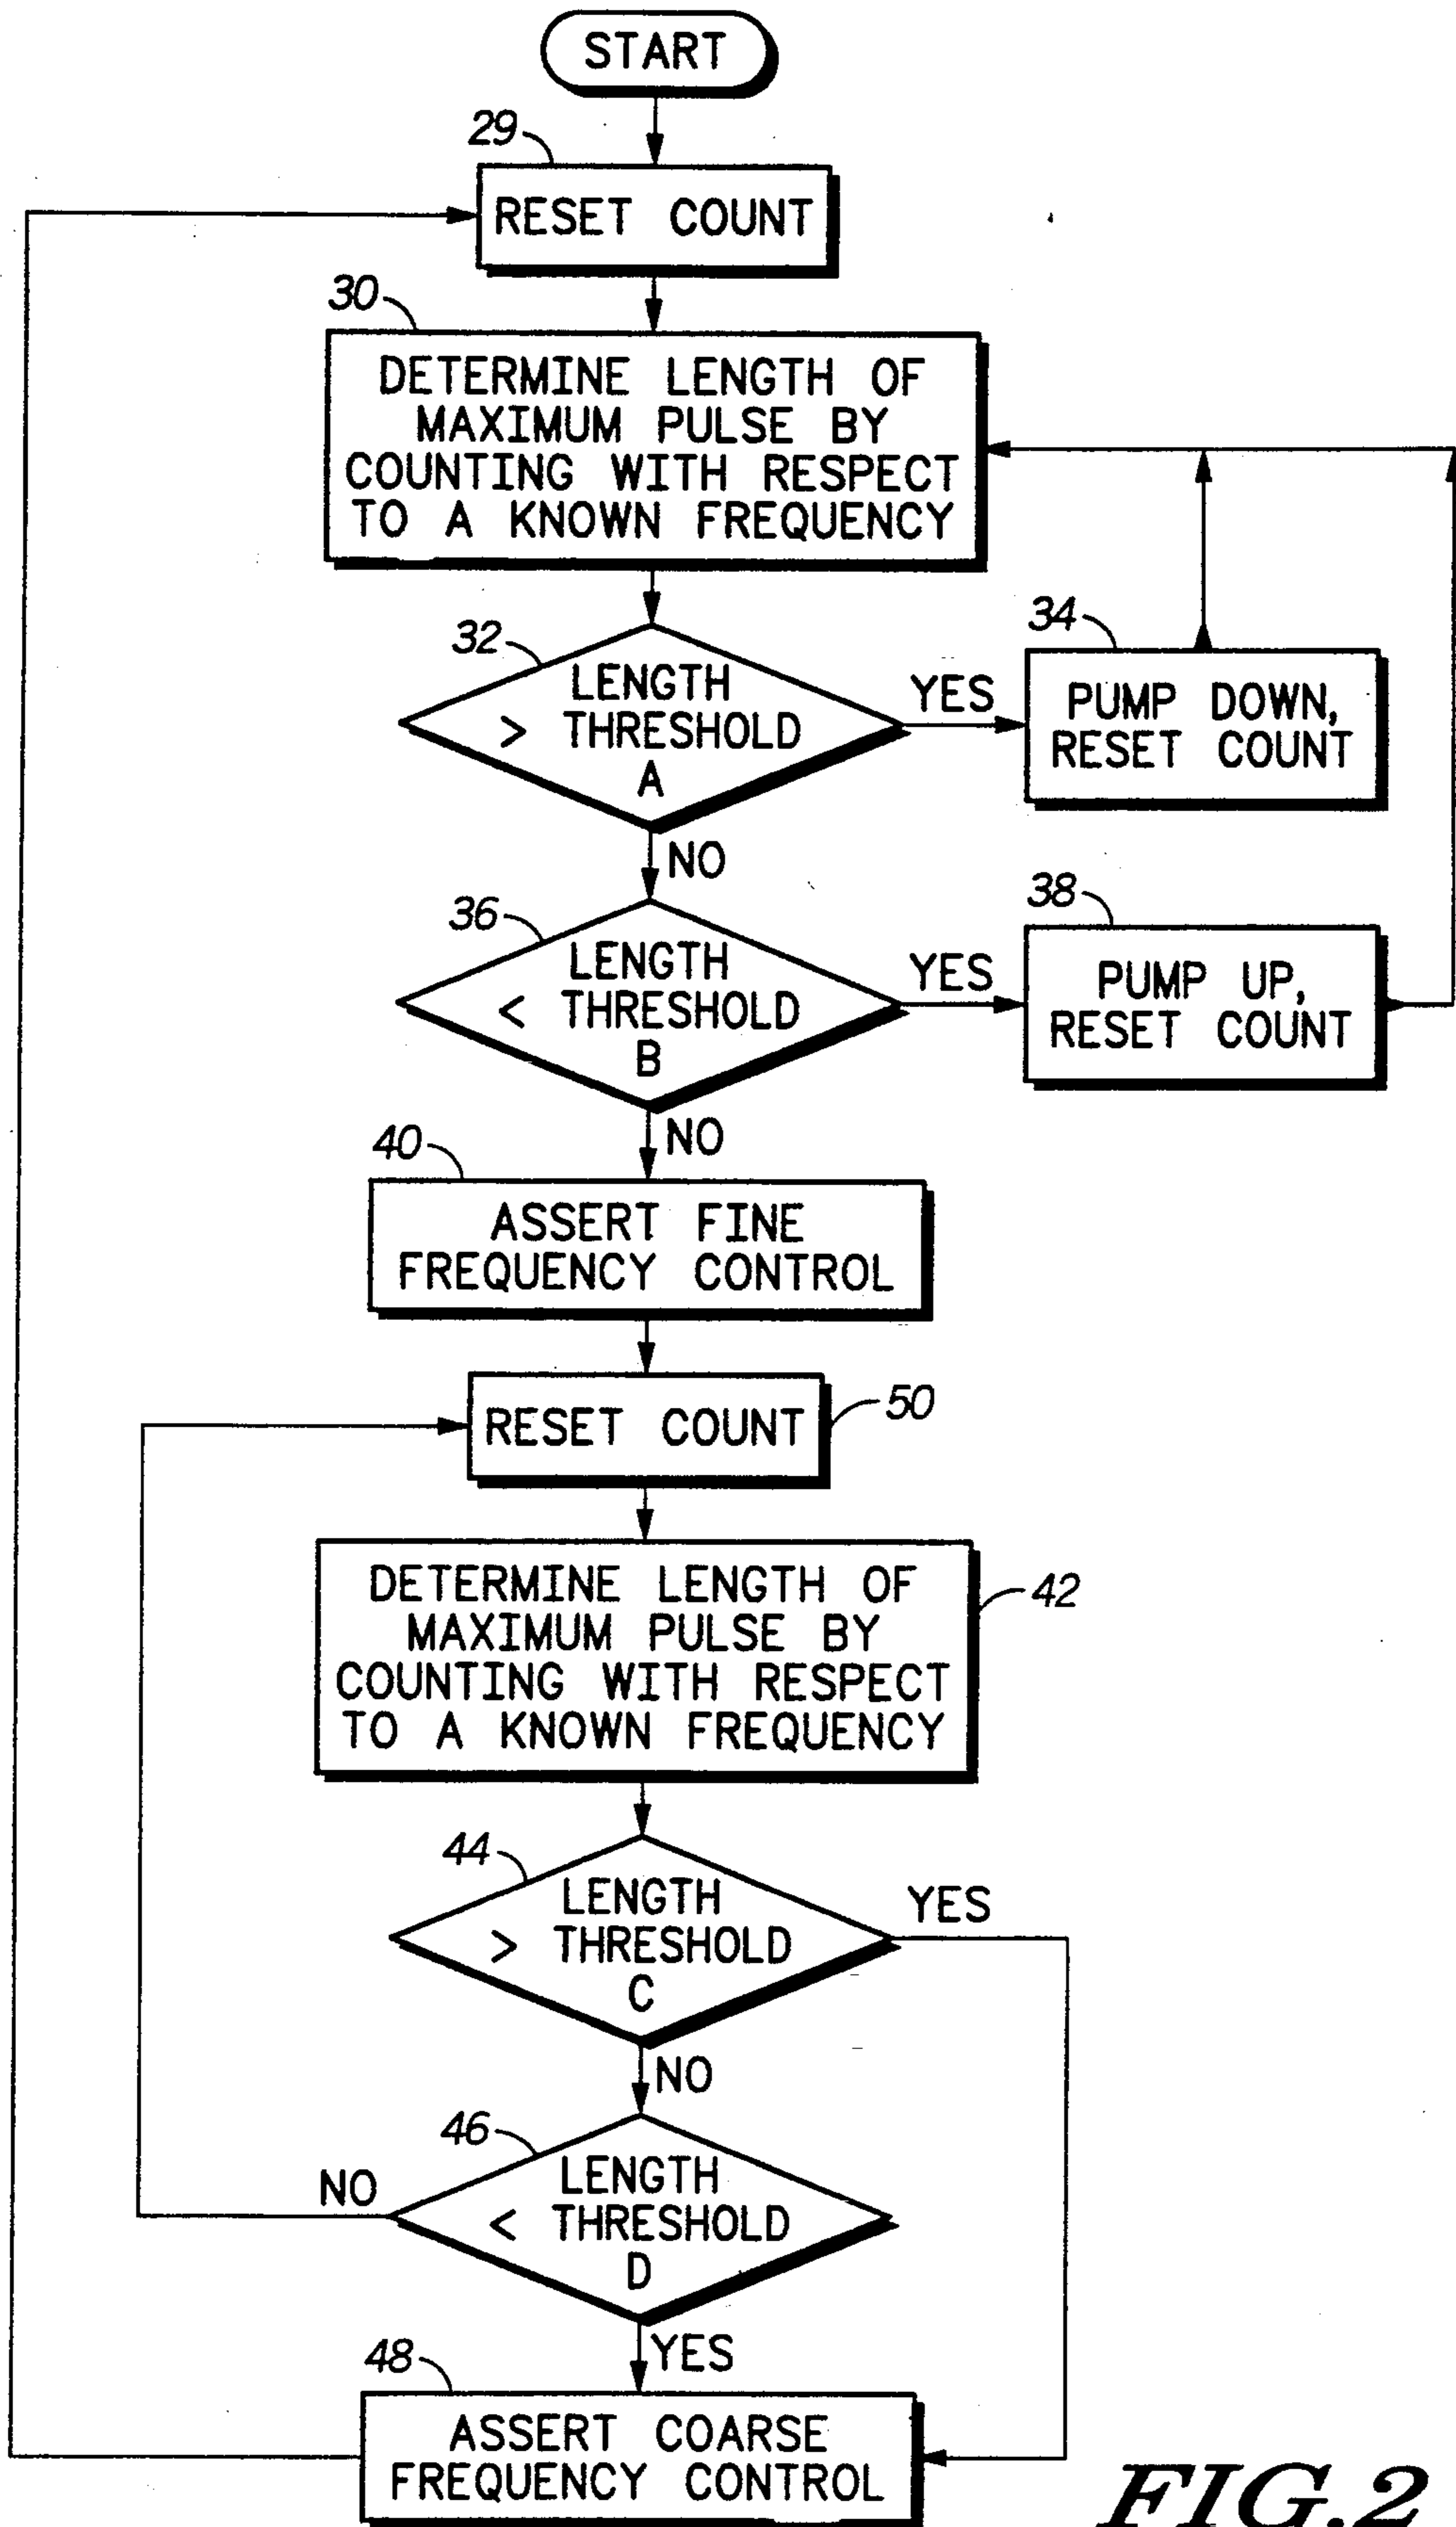 START
29
RESET COUNT
30
DETERMINE LENGTH OF
MAXIMUM PULSE BY
COUNTING WITH RESPECT
TO A KNOWN FREQUENCY
32
LENGTH
> THRESHOLD
A
YES
34
PUMP DOWN,
RESET COUNT
NO
36
LENGTH
< THRESHOLD
B
YES
38
PUMP UP,
RESET COUNT
NO
40
ASSERT FINE
FREQUENCY CONTROL
RESET COUNT
50
DETERMINE LENGTH OF
MAXIMUM PULSE BY
COUNTING WITH RESPECT
TO A KNOWN FREQUENCY
42
44
LENGTH
> THRESHOLD
C
YES
NO
46
LENGTH
< THRESHOLD
D
NO
YES
48
ASSERT COARSE
FREQUENCY CONTROL
FIG.2